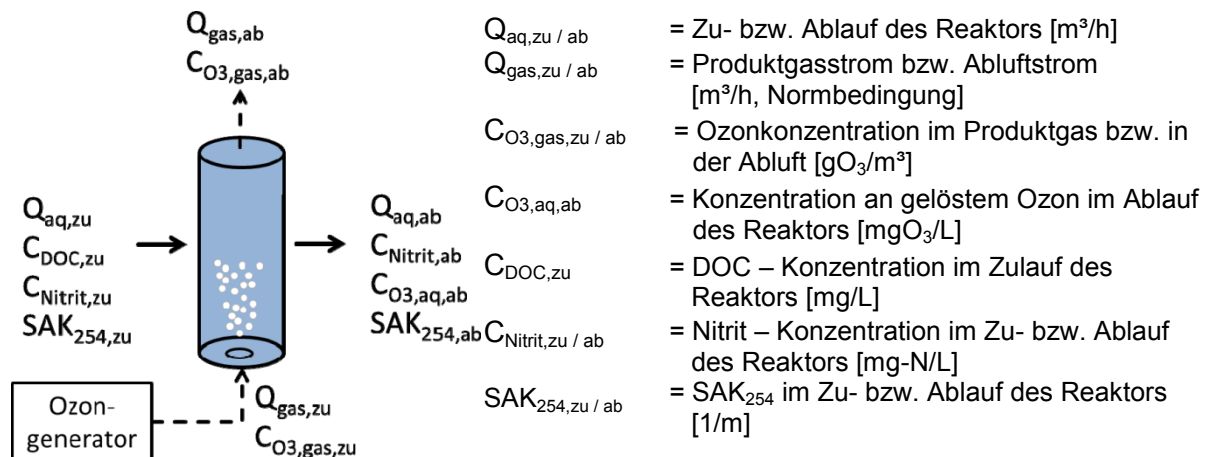 Q_gas,ab
C_O3,gas,ab
Q_aq,zu
C_DOC,zu
C_Nitrit,zu
SAK_254,zu
Q_aq,ab
C_Nitrit,ab
C_O3,aq,ab
SAK_254,ab
Ozon-
generator
Q_gas,zu
C_O3,gas,zu
Q_aq,zu / ab = Zu- bzw. Ablauf des Reaktors [m³/h]
Q_gas,zu / ab = Produktgasstrom bzw. Abluftstrom
[m³/h, Normbedingung]
C_O3,gas,zu / ab = Ozonkonzentration im Produktgas bzw. in
der Abluft [gO₃/m³]
C_O3,aq,ab = Konzentration an gelöstem Ozon im Ablauf
des Reaktors [mgO₃/L]
C_DOC,zu = DOC – Konzentration im Zulauf des
Reaktors [mg/L]
C_Nitrit,zu / ab = Nitrit – Konzentration im Zu- bzw. Ablauf
des Reaktors [mg-N/L]
SAK_254,zu / ab = SAK₂₅₄ im Zu- bzw. Ablauf des Reaktors
[1/m]